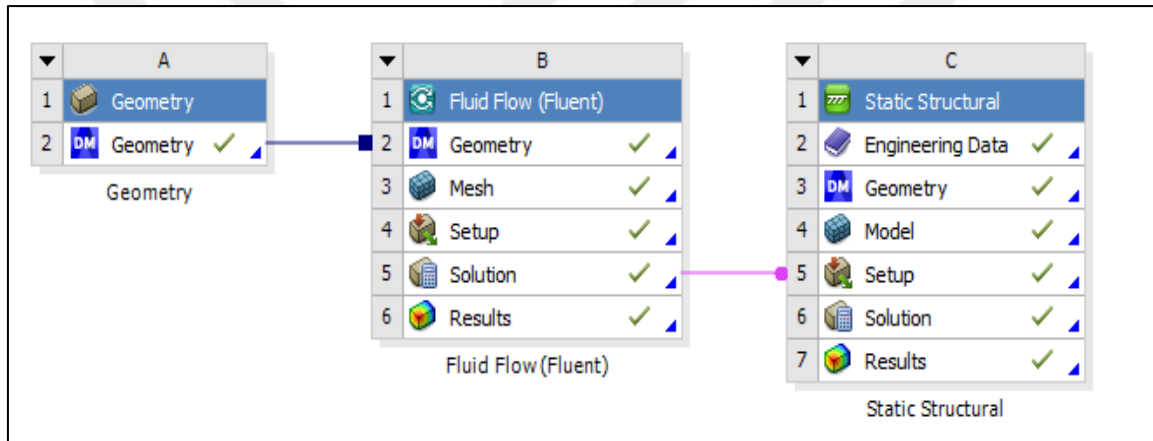 A
1 Geometry
2 DM Geometry
Geometry
B
1 Fluid Flow (Fluent)
2 DM Geometry
3 Mesh
4 Setup
5 Solution
6 Results
Fluid Flow (Fluent)
C
1 Static Structural
2 Engineering Data
3 DM Geometry
4 Model
5 Setup
6 Solution
7 Results
Static Structural